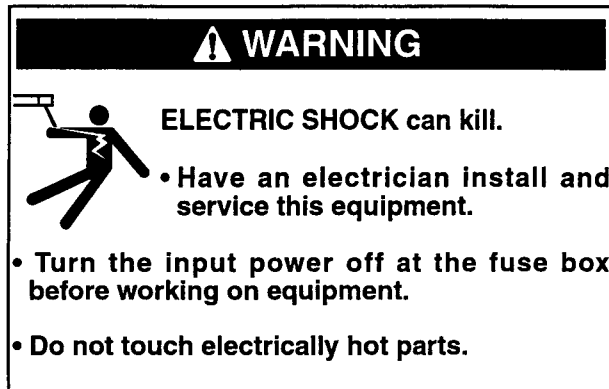 WARNING
ELECTRIC SHOCK can kill.
• Have an electrician install and
service this equipment.
• Turn the input power off at the fuse box
before working on equipment.
• Do not touch electrically hot parts.